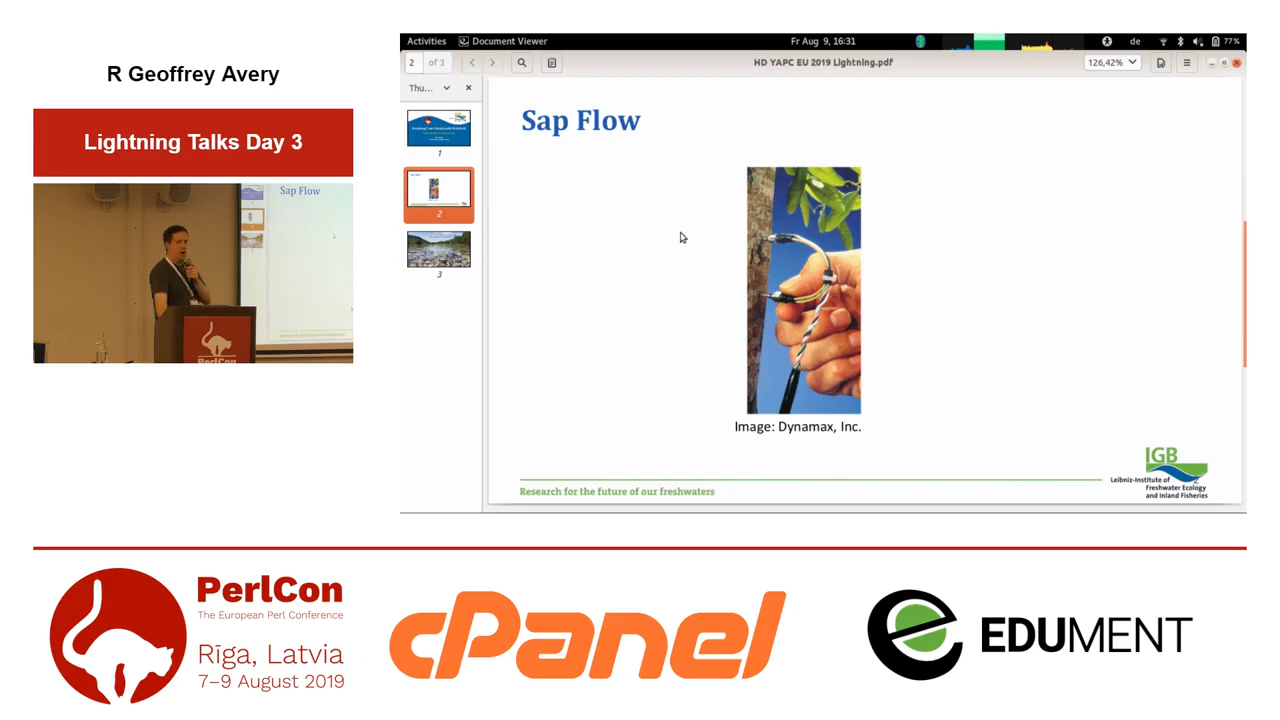 R Geoffrey Avery
Lightning Talks Day 3
Sap Flow
PerlCon
Activities
Document Viewer
Fr Aug 9, 16:31
de
77%
2 of 3
HD YAPC EU 2019 Lightning.pdf
126,42%
Thu...
1
2
3
Sap Flow
Image: Dynamax, Inc.
Research for the future of our freshwaters
IGB
Leibniz-Institute of
Freshwater Ecology
and Inland Fisheries
PerlCon
The European Perl Conference
Rīga, Latvia
7–9 August 2019
cPanel
EDUMENT